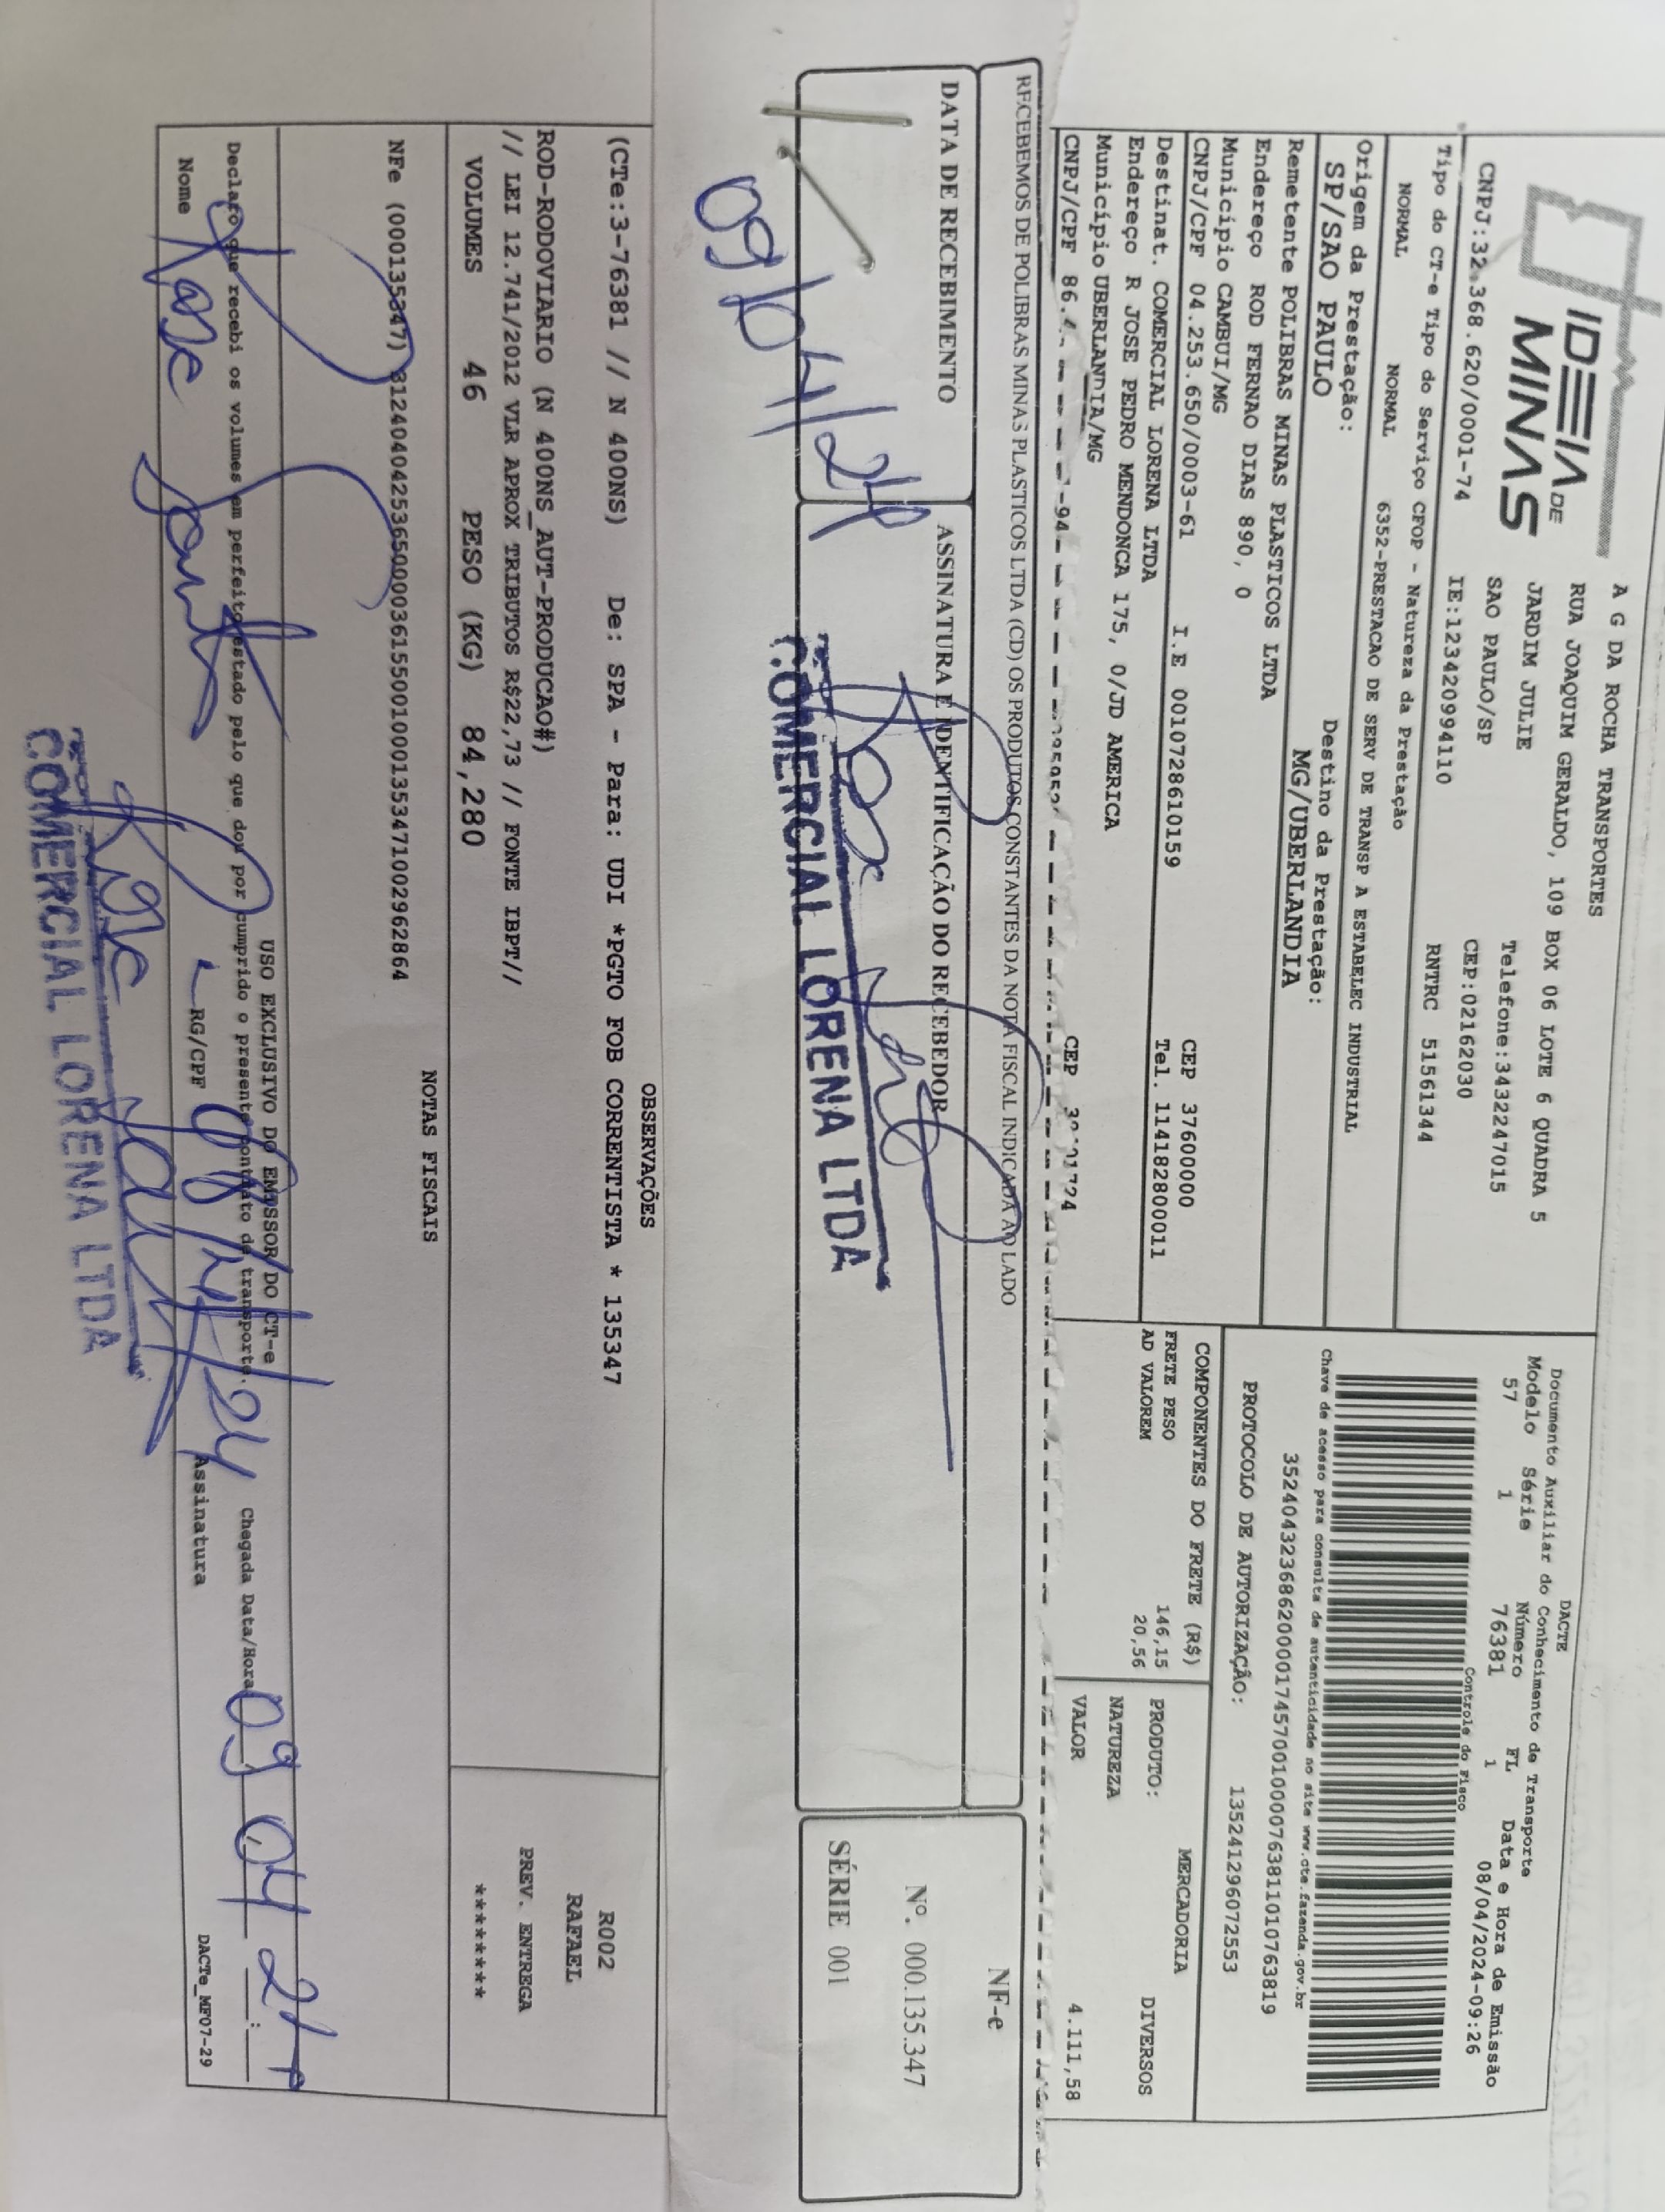 IDEIA DE
MINAS
A G DA ROCHA TRANSPORTES
RUA JOAQUIM GERALDO, 109 BOX 06 LOTE 6 QUADRA 5
JARDIM JULIE
SAO PAULO/SP
Telefone:3432247015
CEP:02162030
CNPJ:32.368.620/0001-74
IE:123420994110
RNTRC 51561344
Tipo do CT-e Tipo do Serviço CFOP - Natureza da Prestação
NORMAL NORMAL 6352-PRESTACAO DE SERV DE TRANSP A ESTABELEC INDUSTRIAL
Origem da Prestação: Destino da Prestação:
SP/SAO PAULO MG/UBERLANDIA
Remetente POLIBRAS MINAS PLASTICOS LTDA
Endereço ROD FERNAO DIAS 890, 0
Município CAMBUI/MG CEP 37600000
CNPJ/CPF 04.253.650/0003-61 I.E 0010728610159 Tel. 1141828000011
Destinat. COMERCIAL LORENA LTDA
Endereço R JOSE PEDRO MENDONCA 175, 0/JD AMERICA
Município UBERLANDIA/MG CEP
CNPJ/CPF 86. -94
DACTE
Documento Auxiliar do Conhecimento de Transporte
Modelo Série Número FL Data e Hora de Emissão
57 1 76381 1 08/04/2024-09:26
Controle do Fisco
Chave de acesso para consulta de autenticidade no site www.cte.fazenda.gov.br
35240432368620000174570010000763811010763819
PROTOCOLO DE AUTORIZAÇÃO: 135241296072553
COMPONENTES DO FRETE (R$)
FRETE PESO 146,15
AD VALOREM 20,56
MERCADORIA
PRODUTO: DIVERSOS
NATUREZA
VALOR 4.111,58
RECEBEMOS DE POLIBRAS MINAS PLASTICOS LTDA (CD) OS PRODUTOS CONSTANTES DA NOTA FISCAL INDICADA AO LADO
DATA DE RECEBIMENTO
ASSINATURA E IDENTIFICAÇÃO DO RECEBEDOR
09/04/24
COMERCIAL LORENA LTDA
NF-e
Nº. 000.135.347
SÉRIE 001
OBSERVAÇÕES
(CTe:3-76381 // N 400NS) De: SPA - Para: UDI *PGTO FOB CORRENTISTA * 135347
ROD-RODOVIARIO (N 400NS_AUT-PRODUCAO#)
// LEI 12.741/2012 VLR APROX TRIBUTOS R$22,73 // FONTE IBPT//
VOLUMES 46 PESO (KG) 84,280
R002
RAFAEL
PREV. ENTREGA
********
NOTAS FISCAIS
NFe (000135347) 31240404253650000361550010001353471002962864
USO EXCLUSIVO DO EMISSOR DO CT-e
Declaro que recebi os volumes em perfeito estado pelo que dou por cumprido o presente contrato de transporte.
Chegada Data/Hora 09 04 24
Nome Rose RG/CPF Assinatura
COMERCIAL LORENA LTDA
DACTe_MF07-29